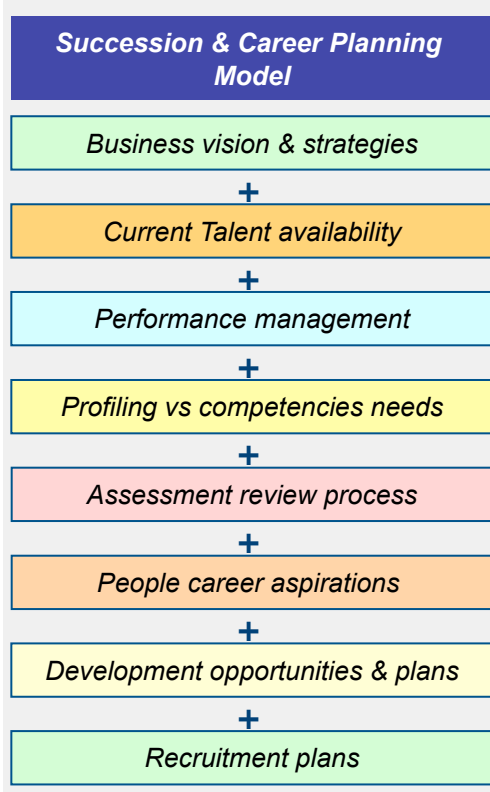 Succession & Career Planning
Model
Business vision & strategies
+
Current Talent availability
+
Performance management
+
Profiling vs competencies needs
+
Assessment review process
+
People career aspirations
+
Development opportunities & plans
+
Recruitment plans